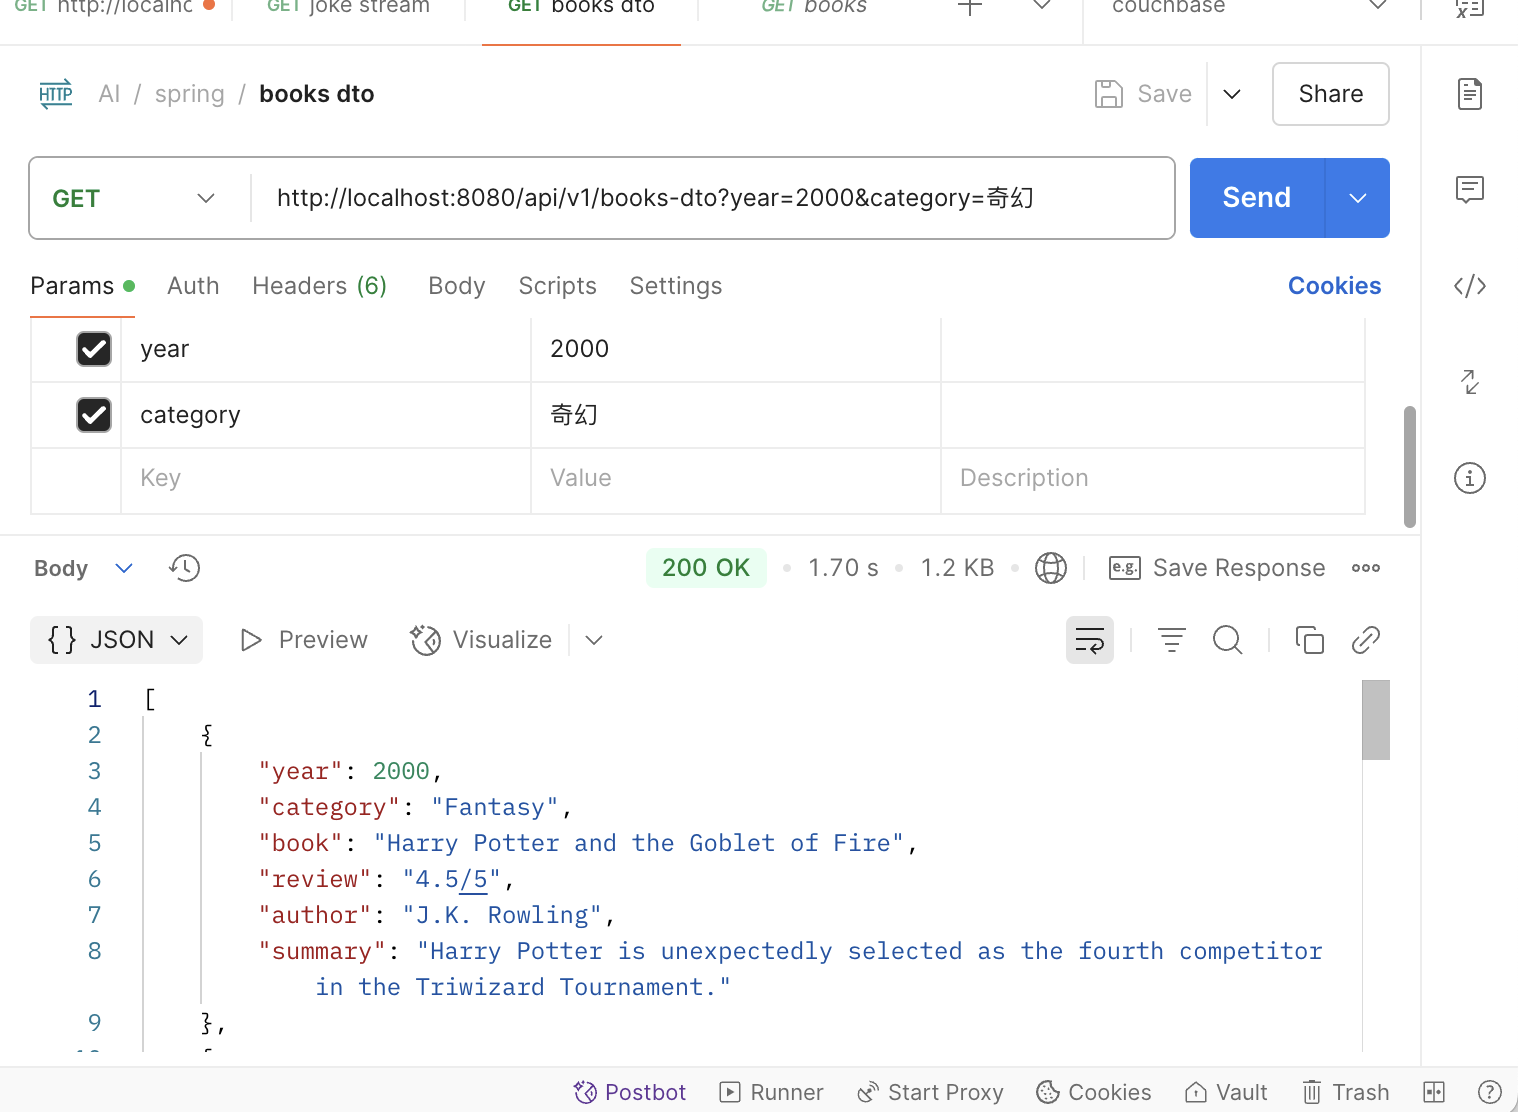 GET http://localhc GET joke stream GET books dto GET books couchbase
HTTP AI / spring / books dto Save Share
GET http://localhost:8080/api/v1/books-dto?year=2000&category=奇幻 Send
Params Auth Headers (6) Body Scripts Settings Cookies
year 2000
category 奇幻
Key Value Description
Body 200 OK 1.70 s 1.2 KB e.g. Save Response
{} JSON Preview Visualize
1 [
2 {
3 "year": 2000,
4 "category": "Fantasy",
5 "book": "Harry Potter and the Goblet of Fire",
6 "review": "4.5/5",
7 "author": "J.K. Rowling",
8 "summary": "Harry Potter is unexpectedly selected as the fourth competitor
in the Triwizard Tournament."
9 },
Postbot Runner Start Proxy Cookies Vault Trash